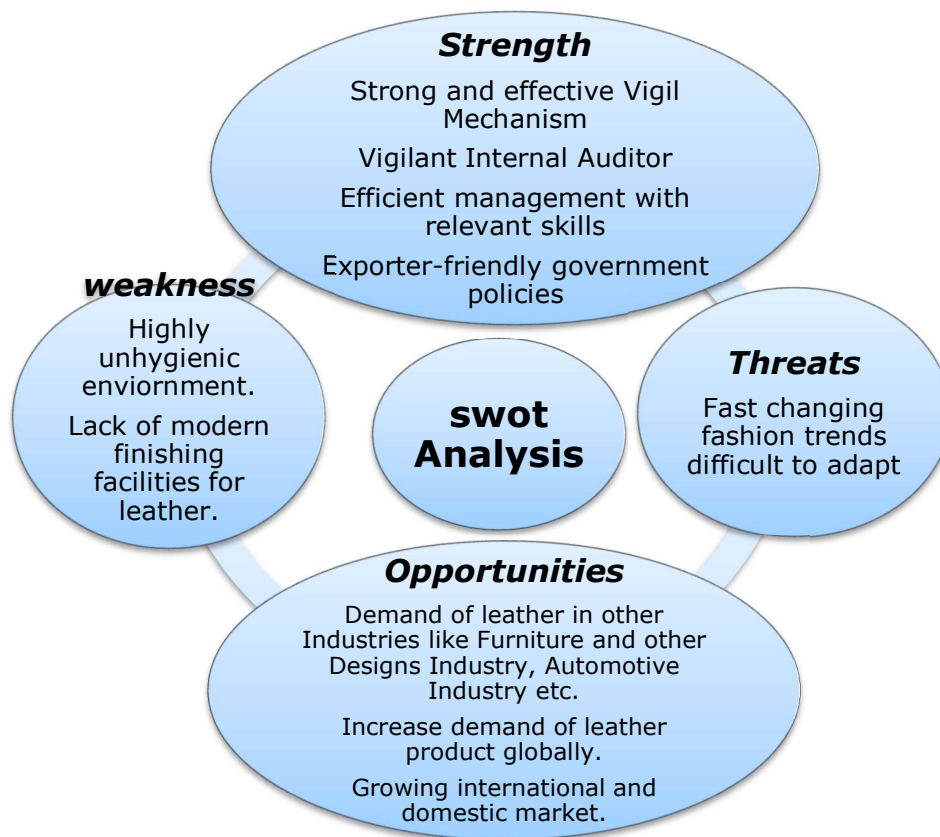 Strength
Strong and effective Vigil
Mechanism
Vigilant Internal Auditor
Efficient management with
relevant skills
Exporter-friendly government
policies
weakness
Highly
unhygienic
enviornment.
Lack of modern
finishing
facilities for
leather.
swot
Analysis
Threats
Fast changing
fashion trends
difficult to adapt
Opportunities
Demand of leather in other
Industries like Furniture and other
Designs Industry, Automotive
Industry etc.
Increase demand of leather
product globally.
Growing international and
domestic market.